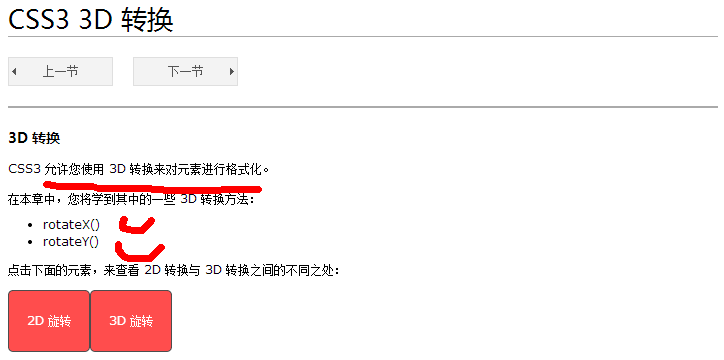 CSS3 3D 转换
上一节
下一节
3D 转换
CSS3 允许您使用 3D 转换来对元素进行格式化。
在本章中，您将学到其中的一些 3D 转换方法：
rotateX()
rotateY()
点击下面的元素，来查看 2D 转换与 3D 转换之间的不同之处：
2D 旋转
3D 旋转